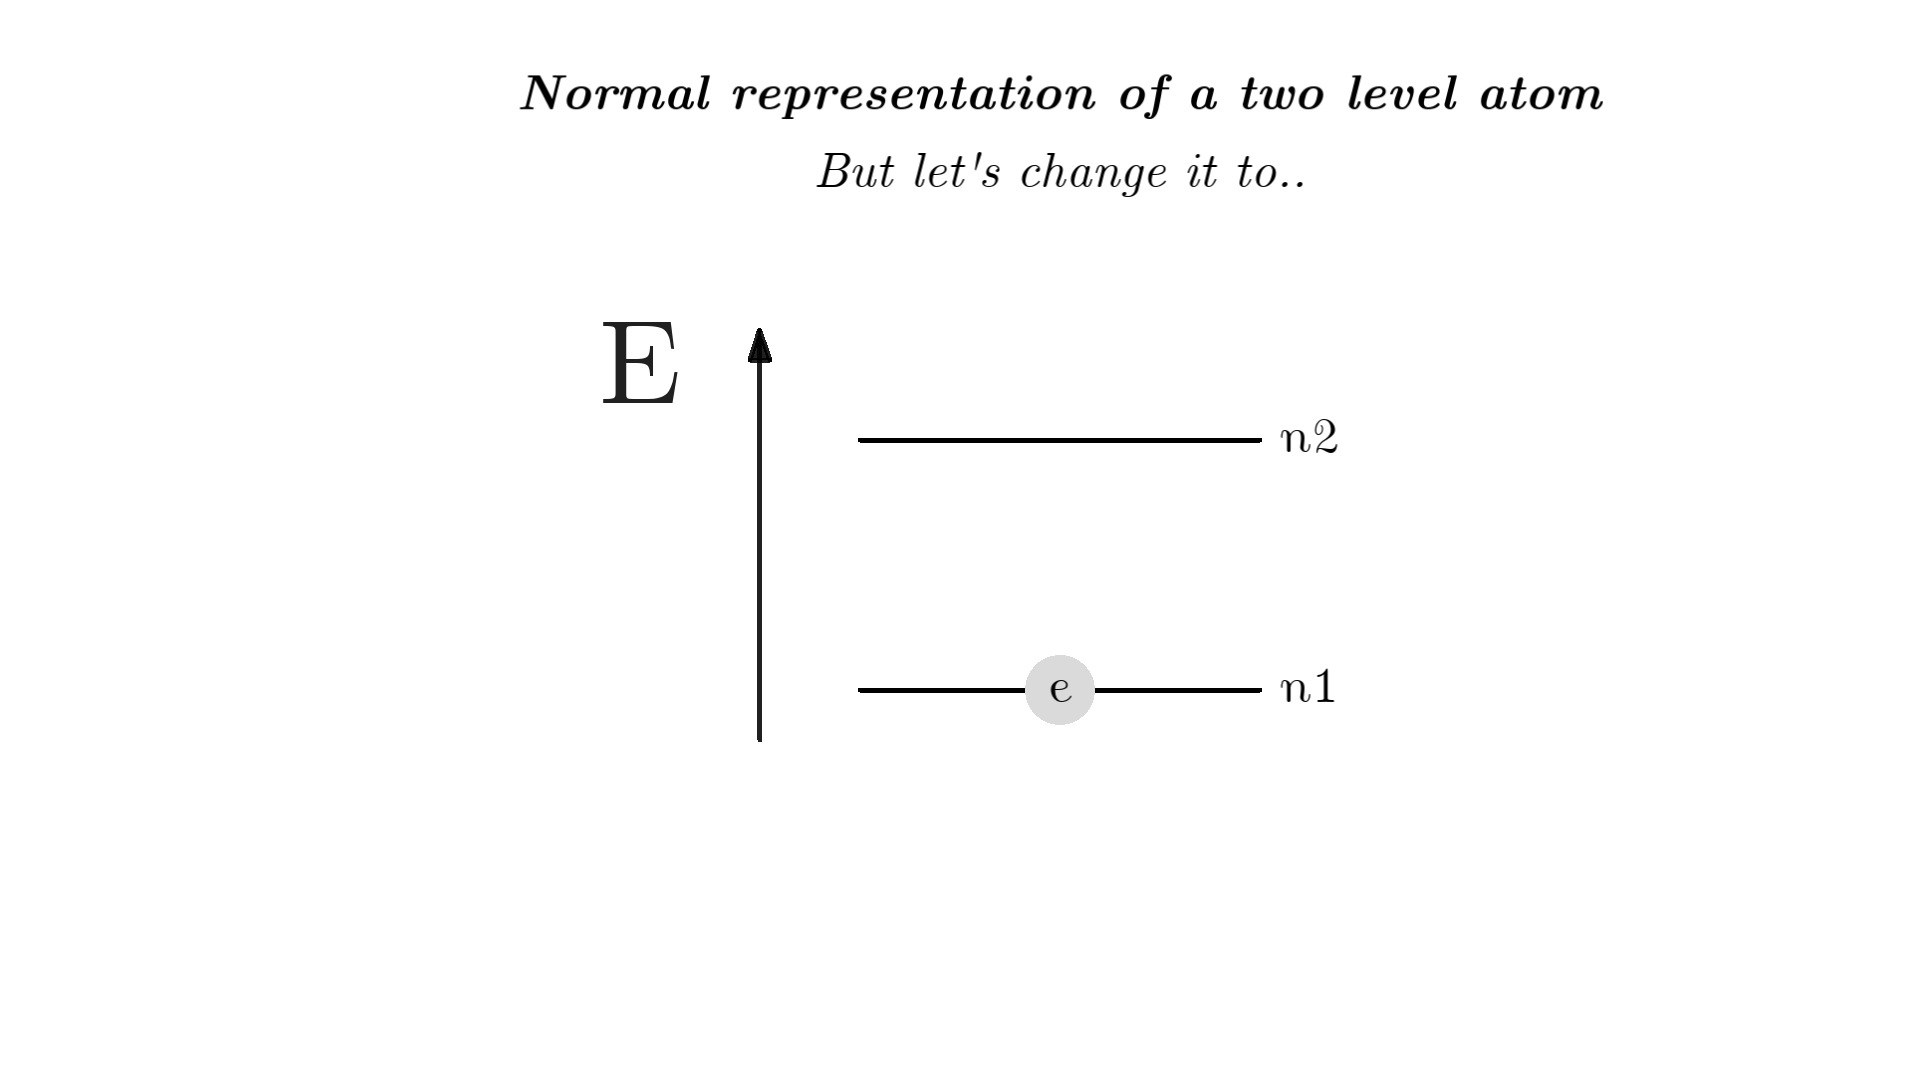 Normal representation of a two level atom
But let's change it to..
E
n2
e
n1